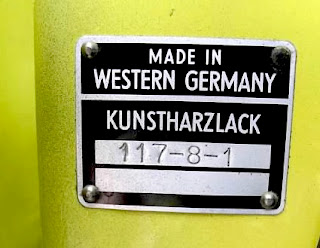 MADE IN
WESTERN GERMANY
KUNSTHARZLACK
117-8-1